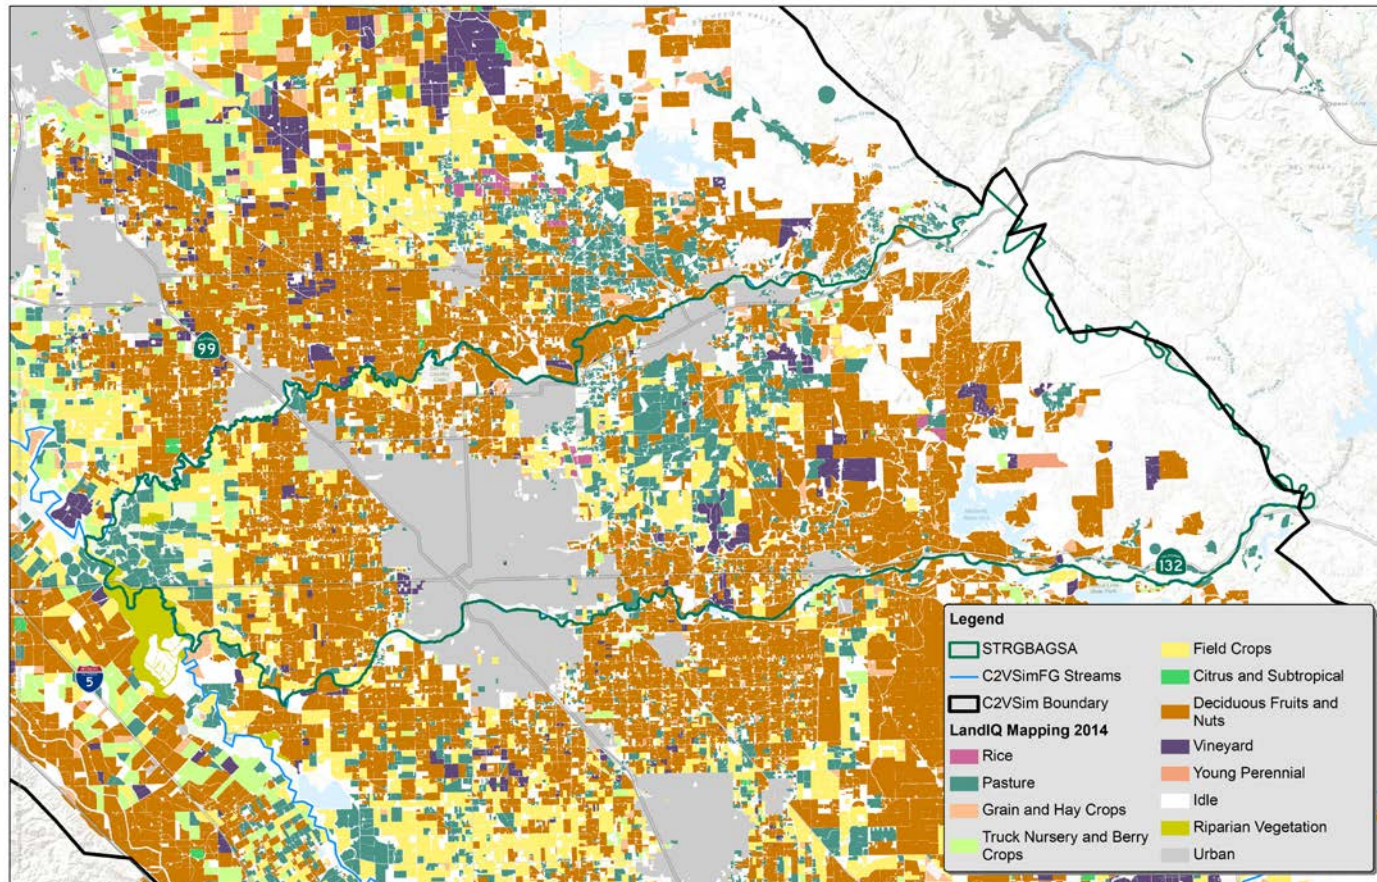 99
132
5
Legend
STRGBAGSA
C2VSimFG Streams
C2VSim Boundary
LandIQ Mapping 2014
Rice
Pasture
Grain and Hay Crops
Truck Nursery and Berry
Crops
Field Crops
Citrus and Subtropical
Deciduous Fruits and
Nuts
Vineyard
Young Perennial
Idle
Riparian Vegetation
Urban